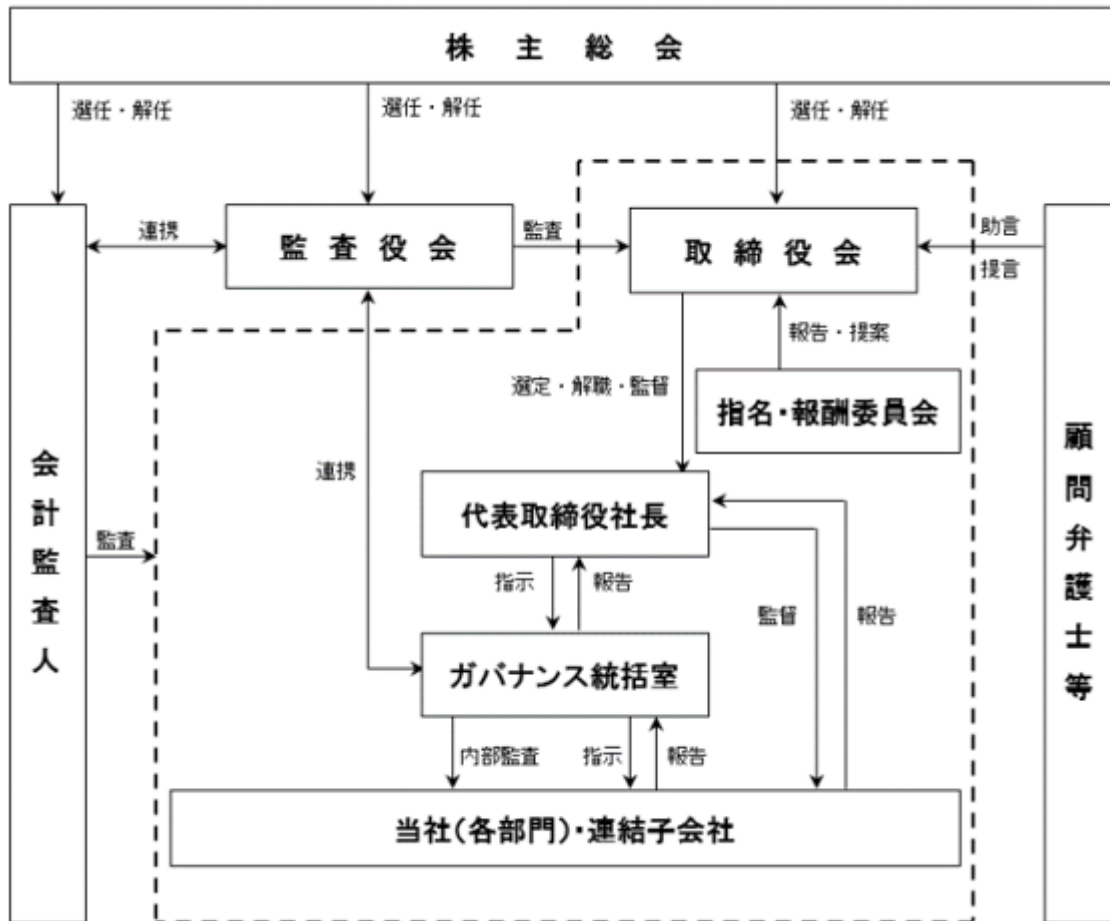 株主総会
選任・解任
選任・解任
選任・解任
連携
監査役会
監査
取締役会
助言
提言
報告・提案
選定・解職・監督
指名・報酬委員会
会計監査人
顧問弁護士等
連携
代表取締役社長
監査
指示
報告
監督
報告
ガバナンス統括室
内部監査
指示
報告
当社(各部門)・連結子会社